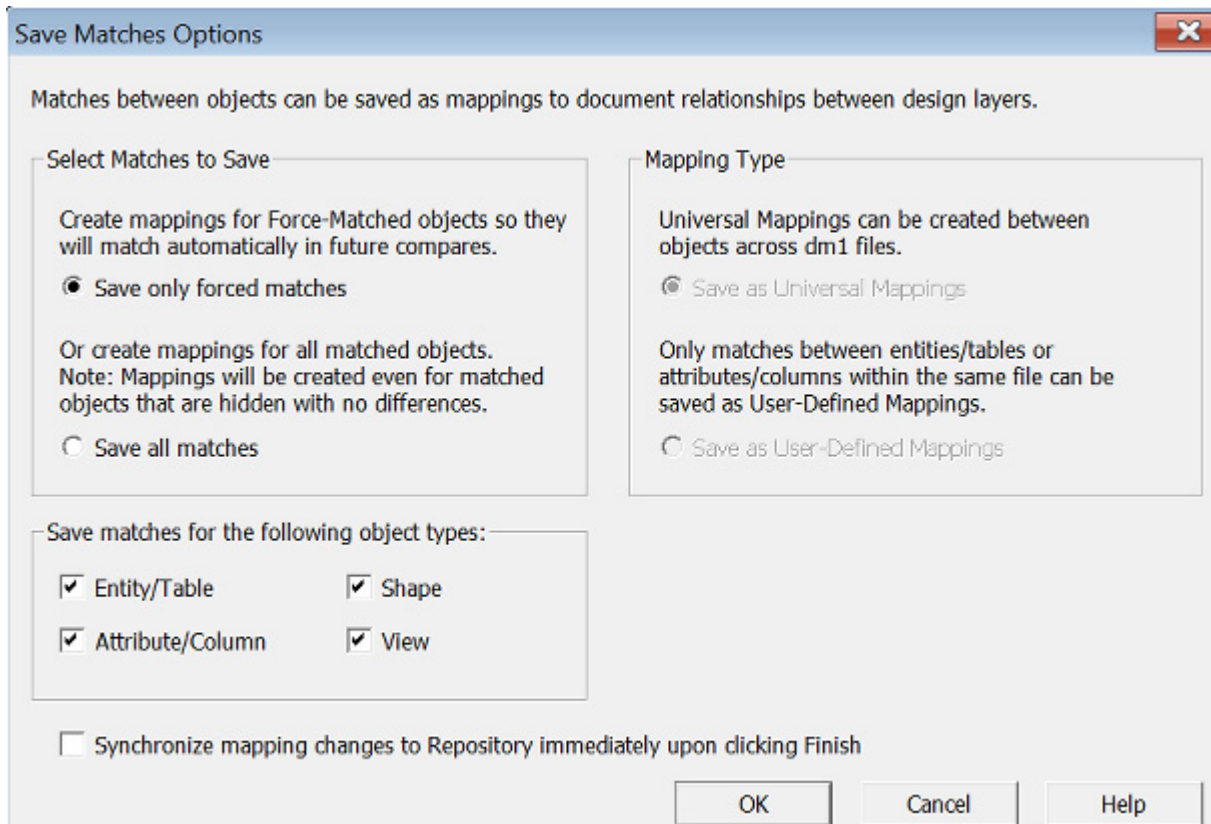 Save Matches Options
Matches between objects can be saved as mappings to document relationships between design layers.
Select Matches to Save
Create mappings for Force-Matched objects so they
will match automatically in future compares.
Save only forced matches
Or create mappings for all matched objects.
Note: Mappings will be created even for matched
objects that are hidden with no differences.
Save all matches
Mapping Type
Universal Mappings can be created between
objects across dm1 files.
Save as Universal Mappings
Only matches between entities/tables or
attributes/columns within the same file can be
saved as User-Defined Mappings.
Save as User-Defined Mappings
Save matches for the following object types:
Entity/Table
Shape
Attribute/Column
View
Synchronize mapping changes to Repository immediately upon clicking Finish
OK
Cancel
Help